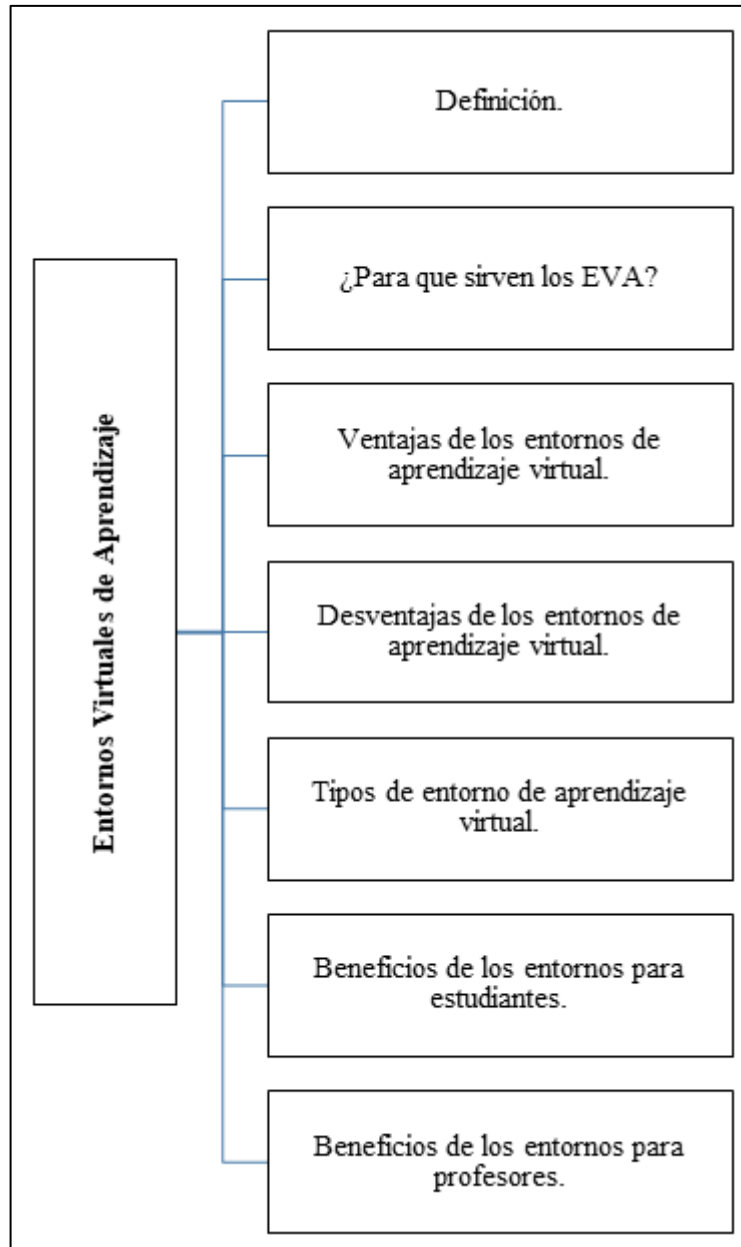 Entornos Virtuales de Aprendizaje
Definición.
¿Para que sirven los EVA?
Ventajas de los entornos de
aprendizaje virtual.
Desventajas de los entornos de
aprendizaje virtual.
Tipos de entorno de aprendizaje
virtual.
Beneficios de los entornos para
estudiantes.
Beneficios de los entornos para
profesores.